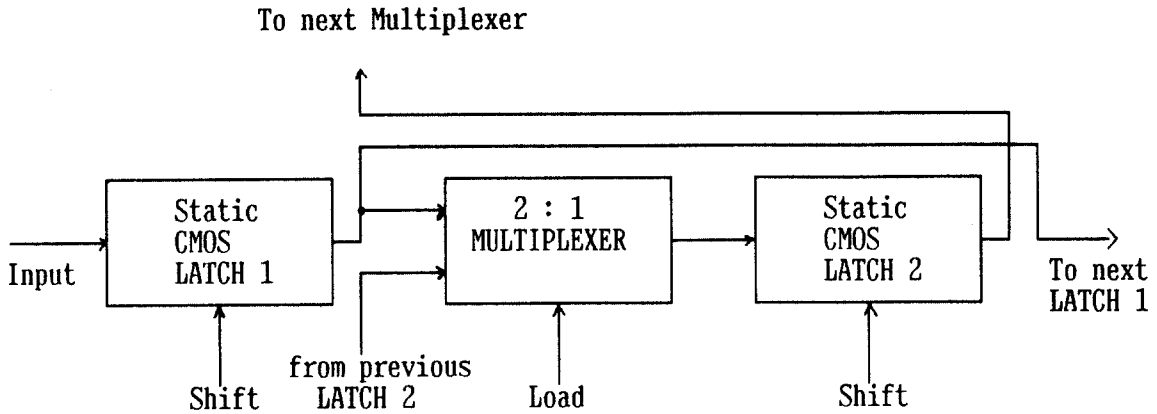 To next Multiplexer
Static
CMOS
LATCH 1
2 : 1
MULTIPLEXER
Static
CMOS
LATCH 2
Input
To next
LATCH 1
Shift
from previous
LATCH 2
Load
Shift